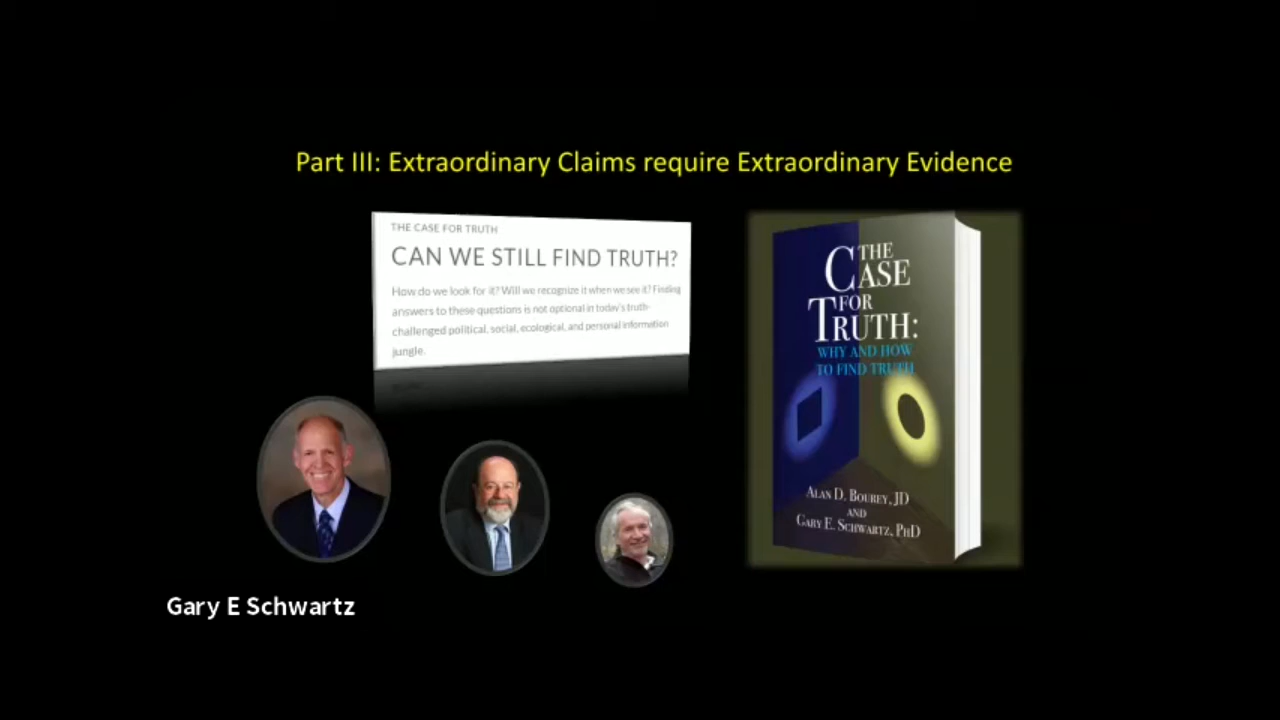 Part III: Extraordinary Claims require Extraordinary Evidence
THE CASE FOR TRUTH
CAN WE STILL FIND TRUTH?
How do we look for it? Will we recognize it when we see it? Finding
answers to these questions is not optional in today's truth-
challenged political, social, ecological, and personal information
jungle.
THE
CASE
FOR
TRUTH:
WHY AND HOW
TO FIND TRUTH
ALAN D. BOUREY, JD
AND
GARY E. SCHWARTZ, PHD
Gary E Schwartz